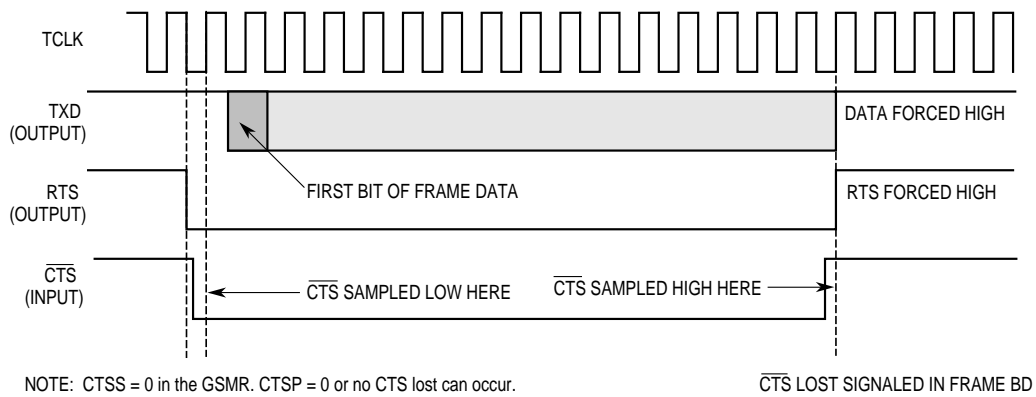 TCLK
TXD
(OUTPUT)
DATA FORCED HIGH
FIRST BIT OF FRAME DATA
RTS
(OUTPUT)
RTS FORCED HIGH
CTS
(INPUT)
CTS SAMPLED LOW HERE
CTS SAMPLED HIGH HERE
NOTE: CTSS = 0 in the GSMR. CTSP = 0 or no CTS lost can occur.
CTS LOST SIGNALED IN FRAME BD